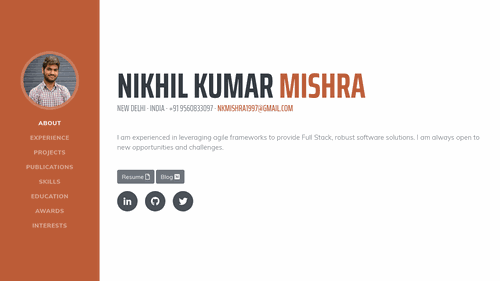 ABOUT
EXPERIENCE
PROJECTS
PUBLICATIONS
SKILLS
EDUCATION
AWARDS
INTERESTS
NIKHIL KUMAR MISHRA
NEW DELHI · INDIA · +91 9560833097 · NKMISHRA1997@GMAIL.COM
I am experienced in leveraging agile frameworks to provide Full Stack, robust software solutions. I am always open to
new opportunities and challenges.
Resume
Blog